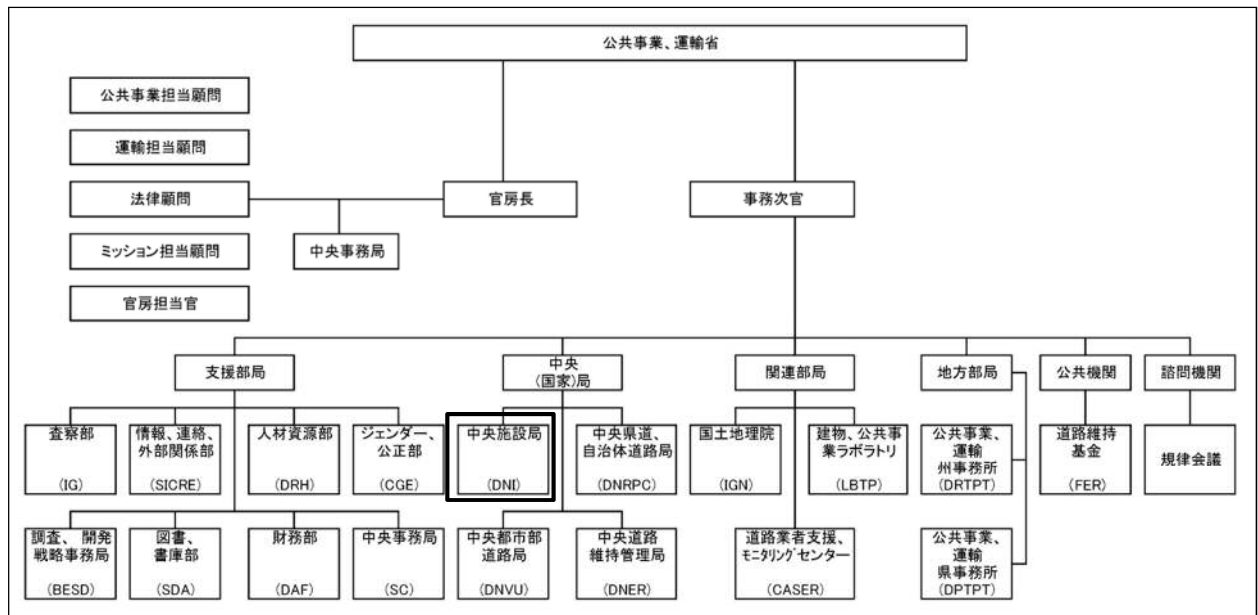 公共事業、運輸省
公共事業担当顧問
運輸担当顧問
法律顧問
官房長
事務次官
ミッション担当顧問
中央事務局
官房担当官
支援部局
中央
(国家)局
関連部局
地方部局
公共機関
諮問機関
査察部
(IG)
情報、連絡、
外部関係部
(SICRE)
人材資源部
(DRH)
ジェンダー、
公正部
(CGE)
中央施設局
(DNI)
中央県道、
自治体道路局
(DNRPC)
国土地理院
(IGN)
建物、公共事
業ラボラトリ
(LBTP)
公共事業、
運輸
州事務所
(DRTPT)
道路維持
基金
(FER)
規律会議
調査、 開発
戦略事務局
(BESD)
図書、
書庫部
(SDA)
財務部
(DAF)
中央事務局
(SC)
中央都市部
道路局
(DNVU)
中央道路
維持管理局
(DNER)
道路業者支援、
モニタリングセンター
(CASER)
公共事業、
運輸
県事務所
(DPTPT)